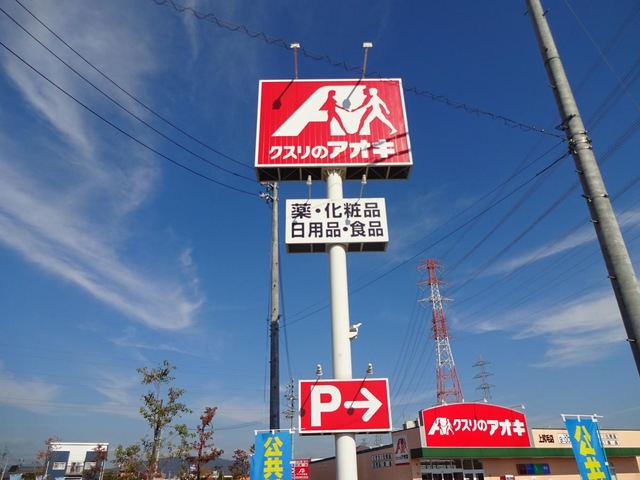 クスリのアオキ
薬・化粧品
日用品・食品
P→
クスリのアオキ
公共
公共